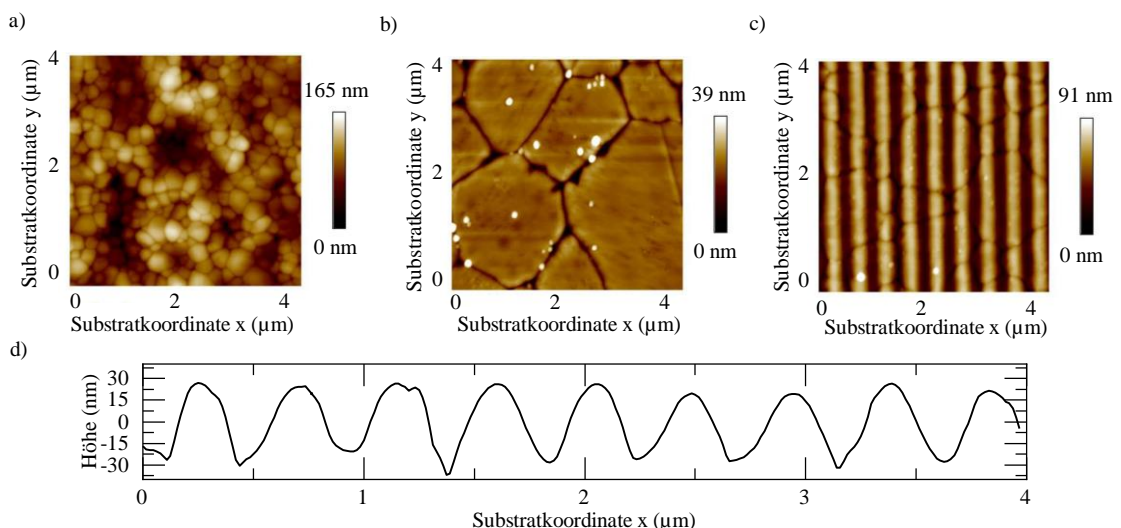 a)
4
2
0
Substratkoordinate y (µm)
0 2 4
Substratkoordinate x (µm)
165 nm
0 nm
b)
4
2
0
Substratkoordinate y (µm)
0 2 4
Substratkoordinate x (µm)
39 nm
0 nm
c)
4
2
0
Substratkoordinate y (µm)
0 2 4
Substratkoordinate x (µm)
91 nm
0 nm
d)
Höhe (nm)
30
15
0
-15
-30
0 1 2 3 4
Substratkoordinate x (µm)